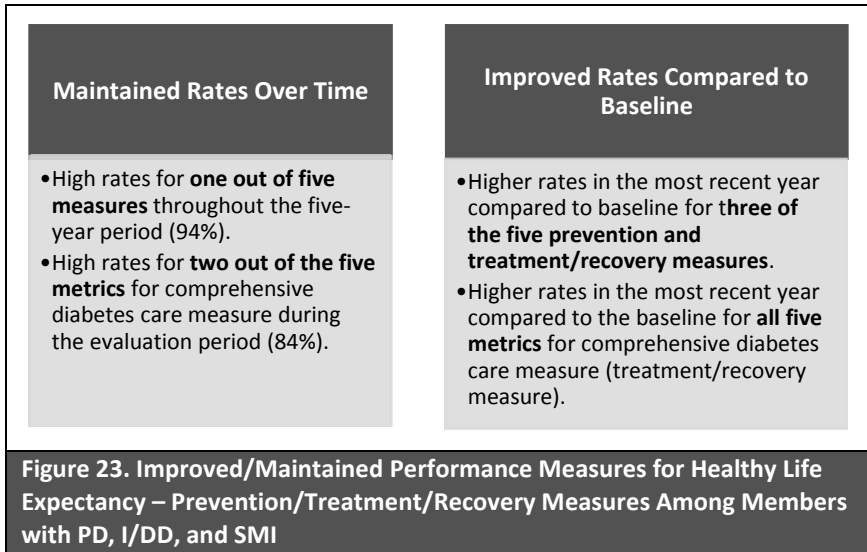 Maintained Rates Over Time
•High rates for one out of five
measures throughout the five-
year period (94%).
•High rates for two out of the five
metrics for comprehensive
diabetes care measure during
the evaluation period (84%).
Improved Rates Compared to
Baseline
•Higher rates in the most recent year
compared to baseline for three of
the five prevention and
treatment/recovery measures.
•Higher rates in the most recent year
compared to the baseline for all five
metrics for comprehensive diabetes
care measure (treatment/recovery
measure).
Figure 23. Improved/Maintained Performance Measures for Healthy Life
Expectancy – Prevention/Treatment/Recovery Measures Among Members
with PD, I/DD, and SMI